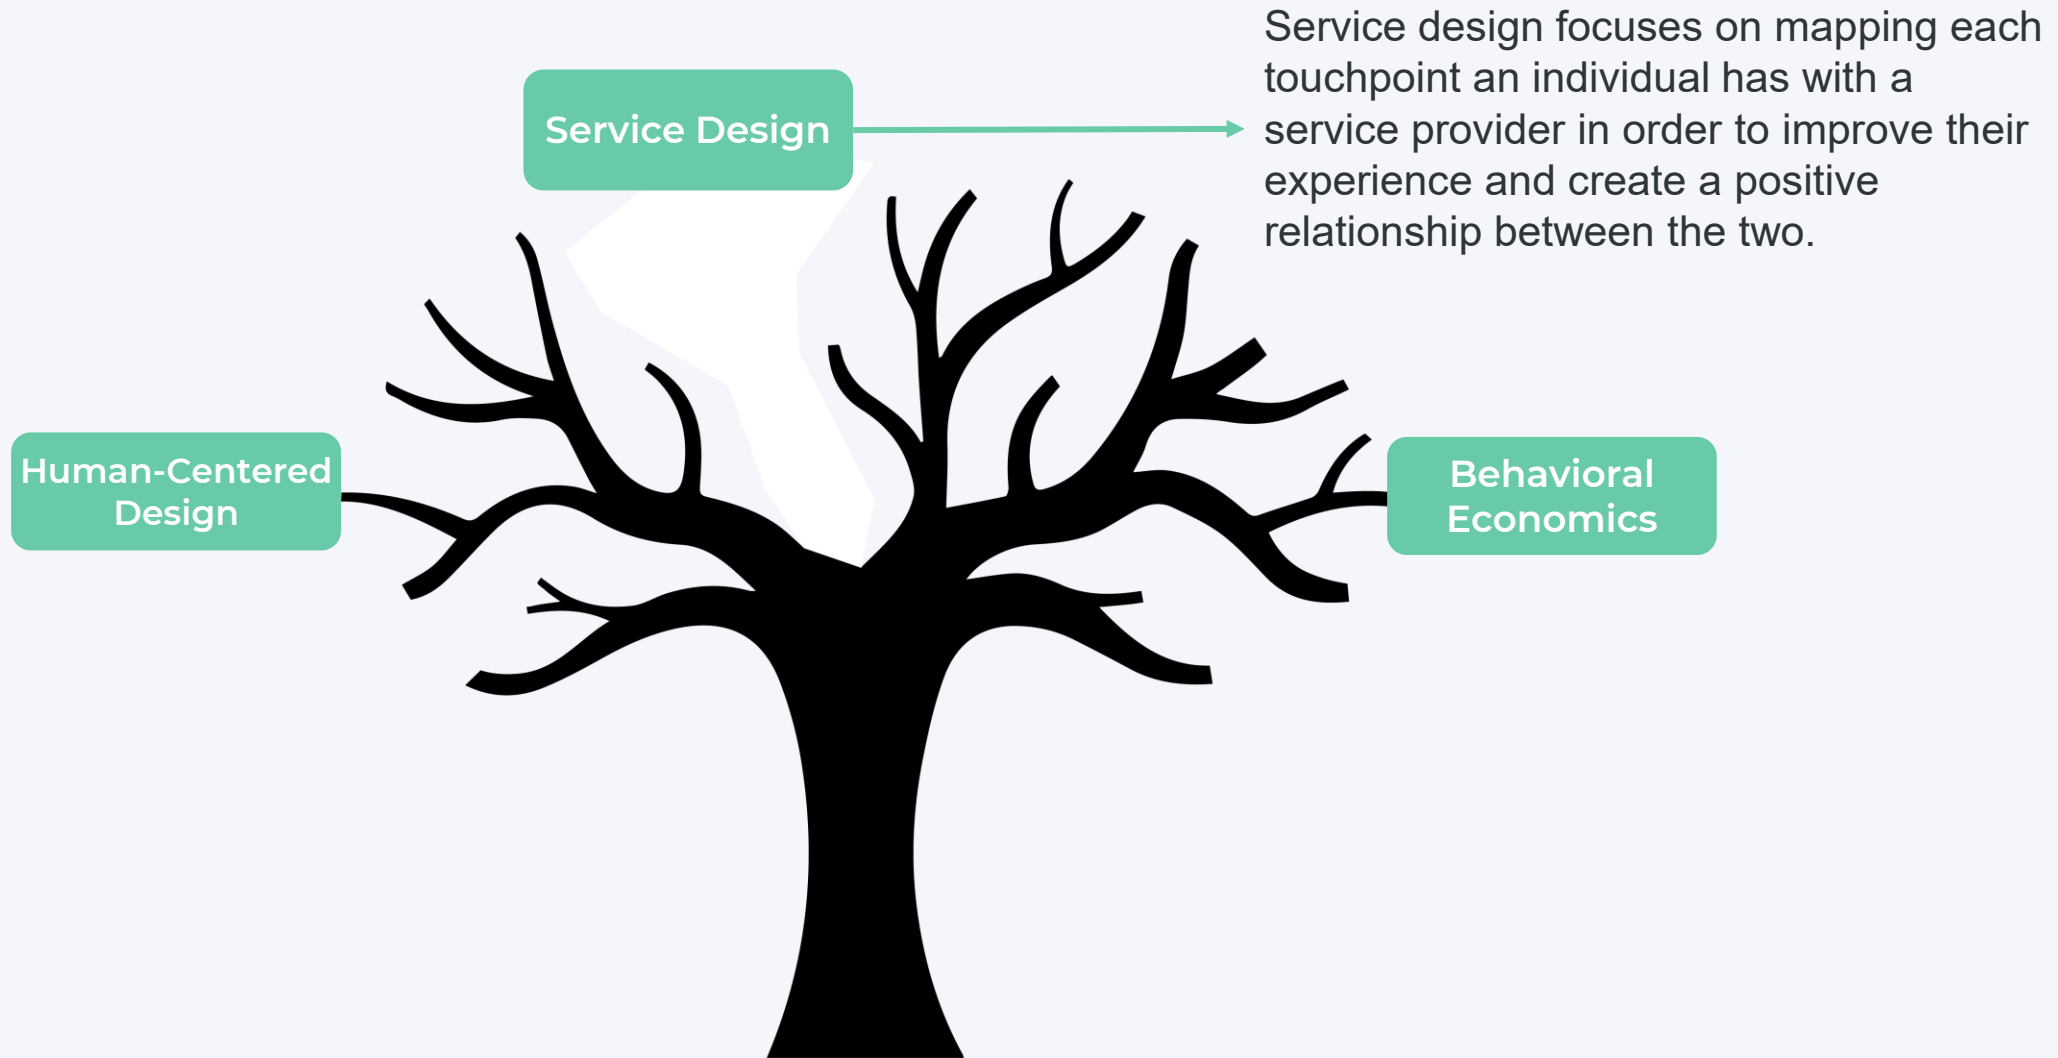 Service design focuses on mapping each
touchpoint an individual has with a
service provider in order to improve their
experience and create a positive
relationship between the two.
Service Design
Human-Centered
Design
Behavioral
Economics